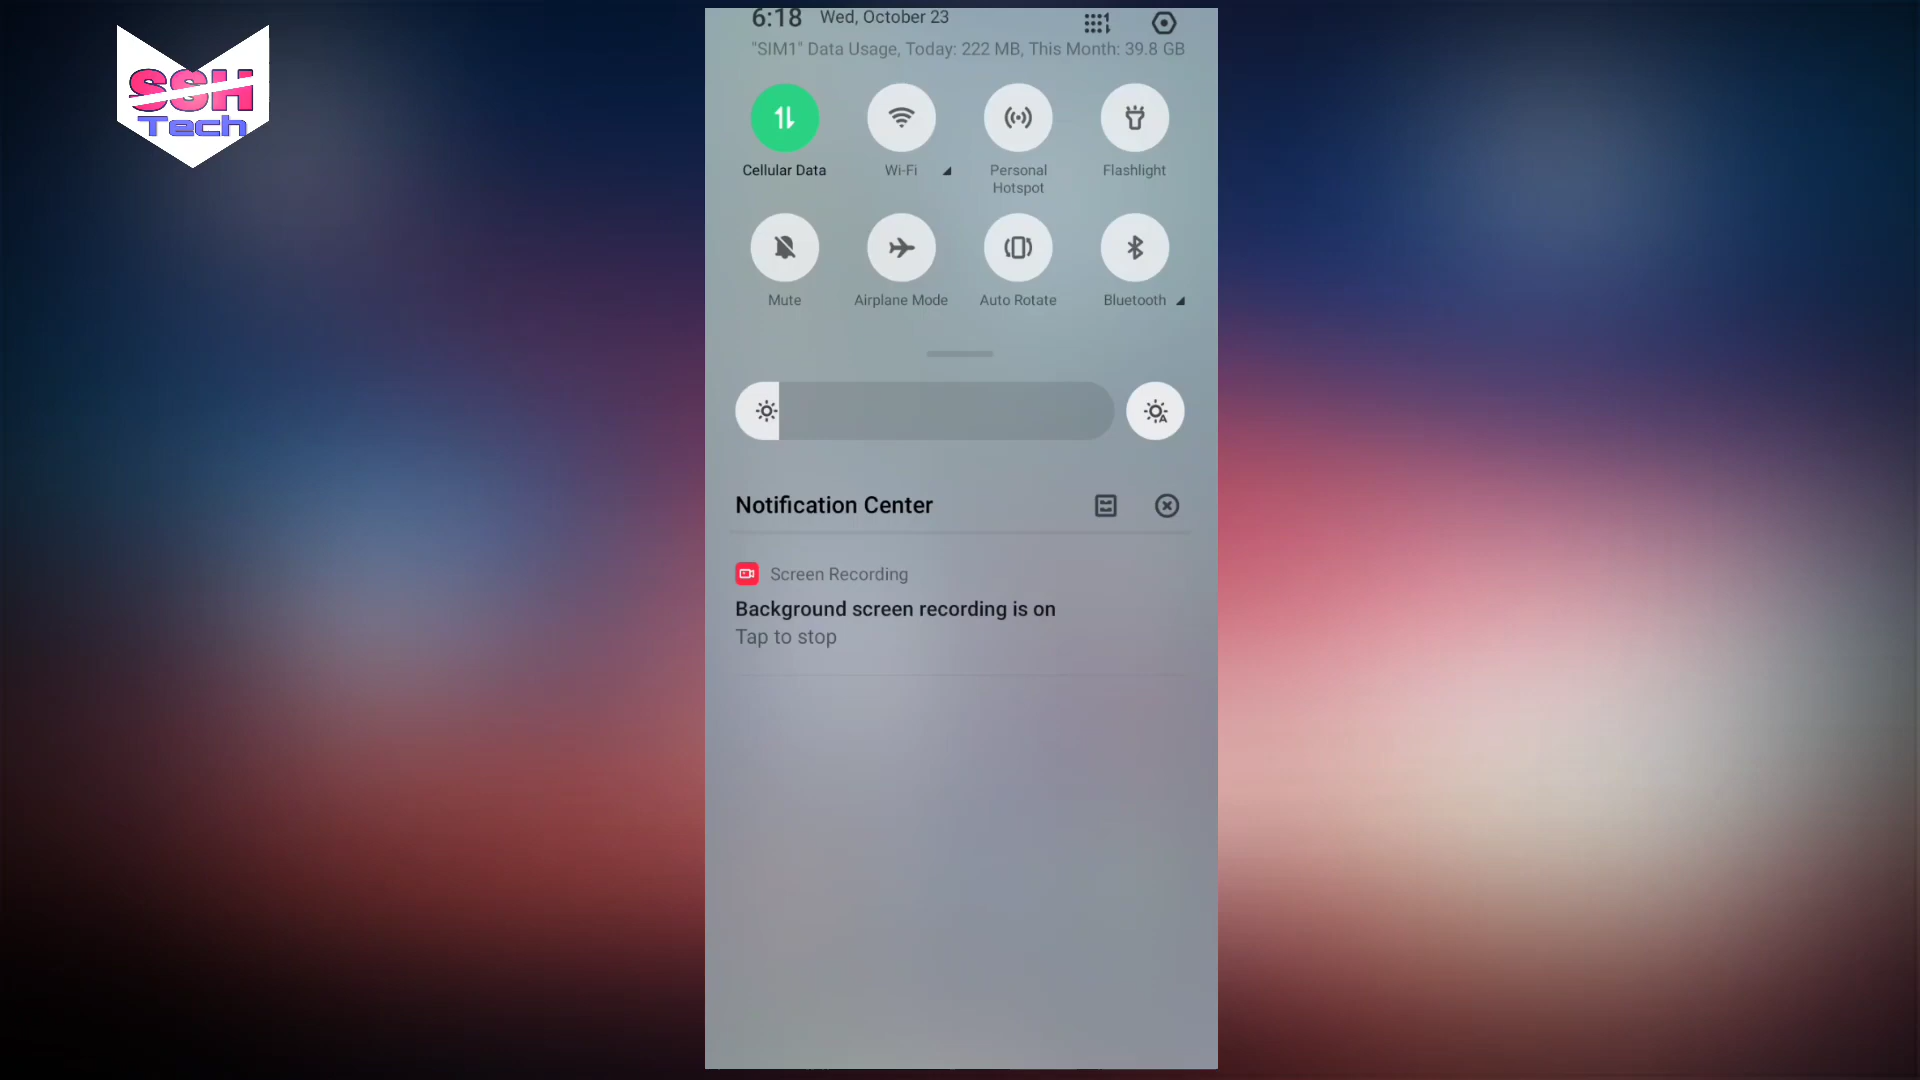 SSH
Tech
6:18 Wed, October 23
"SIM1" Data Usage, Today: 222 MB, This Month: 39.8 GB
Cellular Data
Wi-Fi
Personal
Hotspot
Flashlight
Mute
Airplane Mode
Auto Rotate
Bluetooth
Notification Center
Screen Recording
Background screen recording is on
Tap to stop